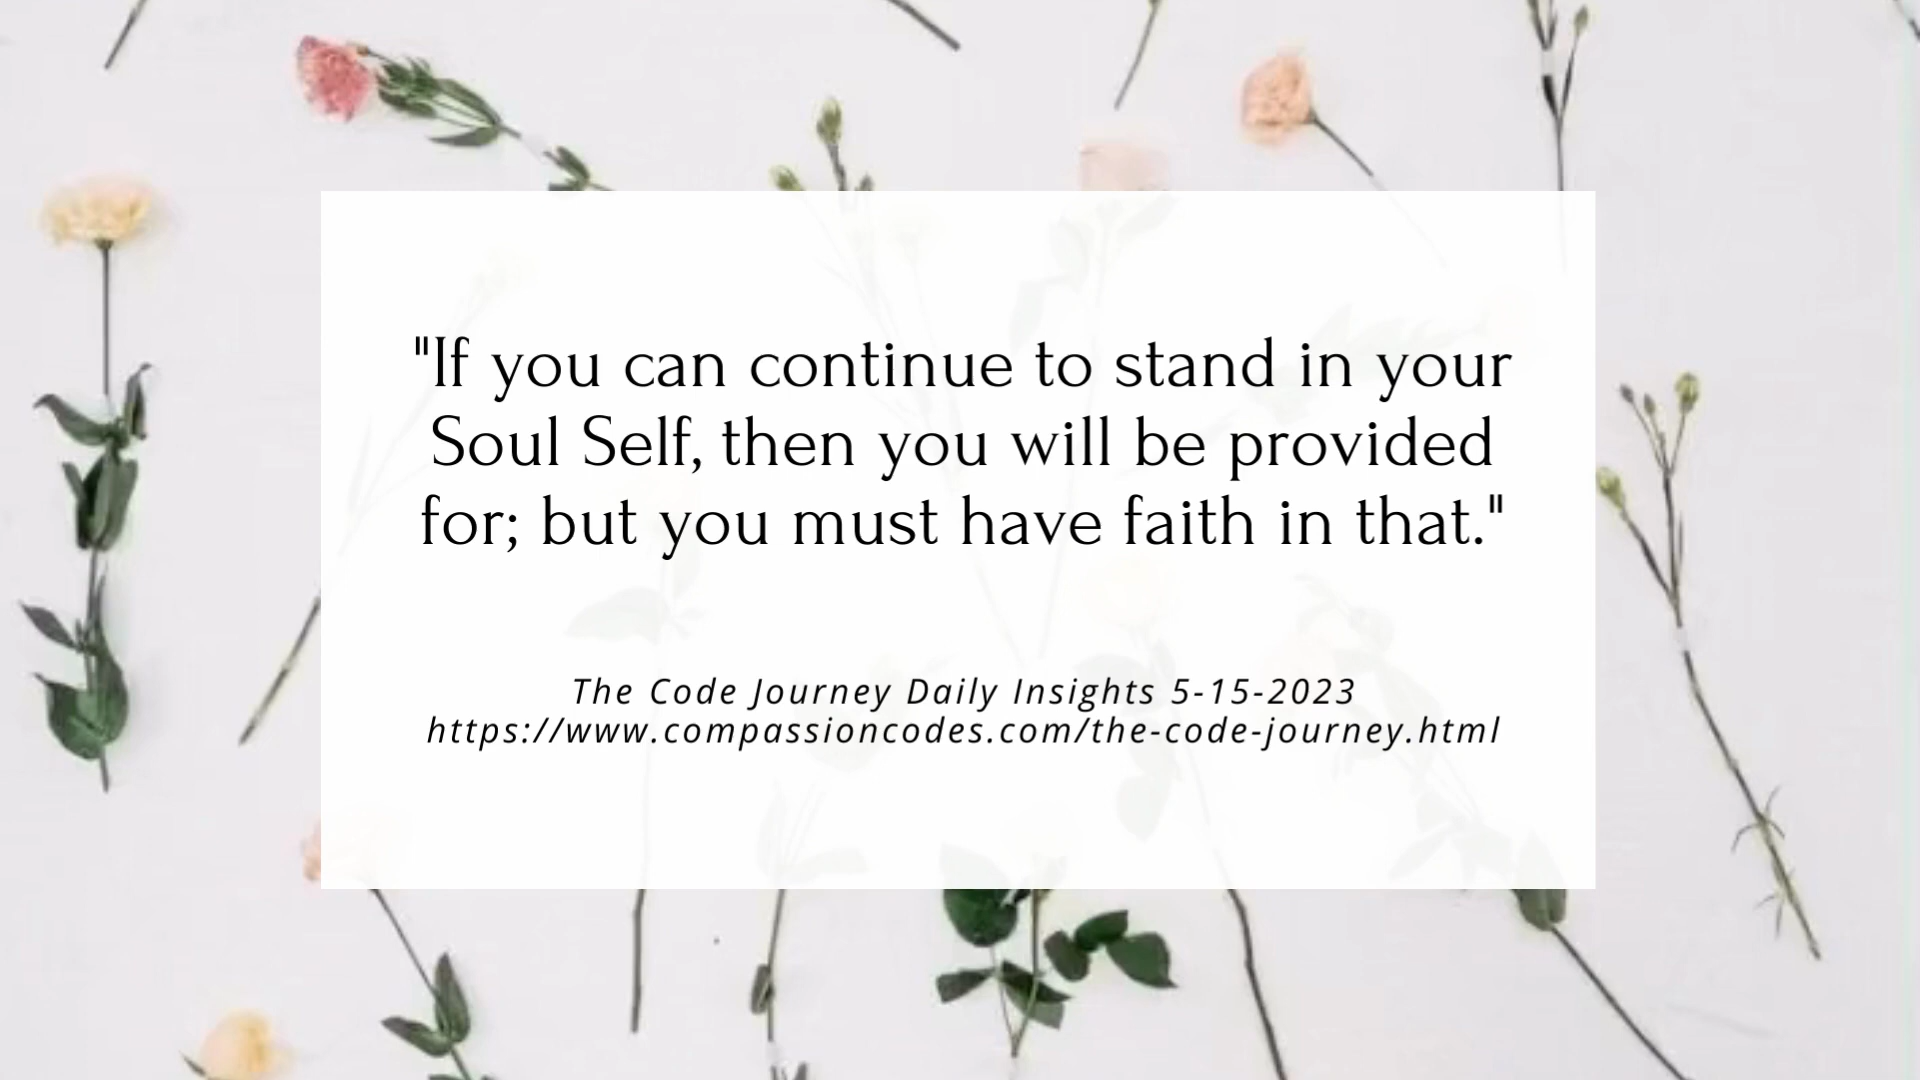 "If you can continue to stand in your
Soul Self, then you will be provided
for; but you must have faith in that."
The Code Journey Daily Insights 5-15-2023
https://www.compassioncodes.com/the-code-journey.html